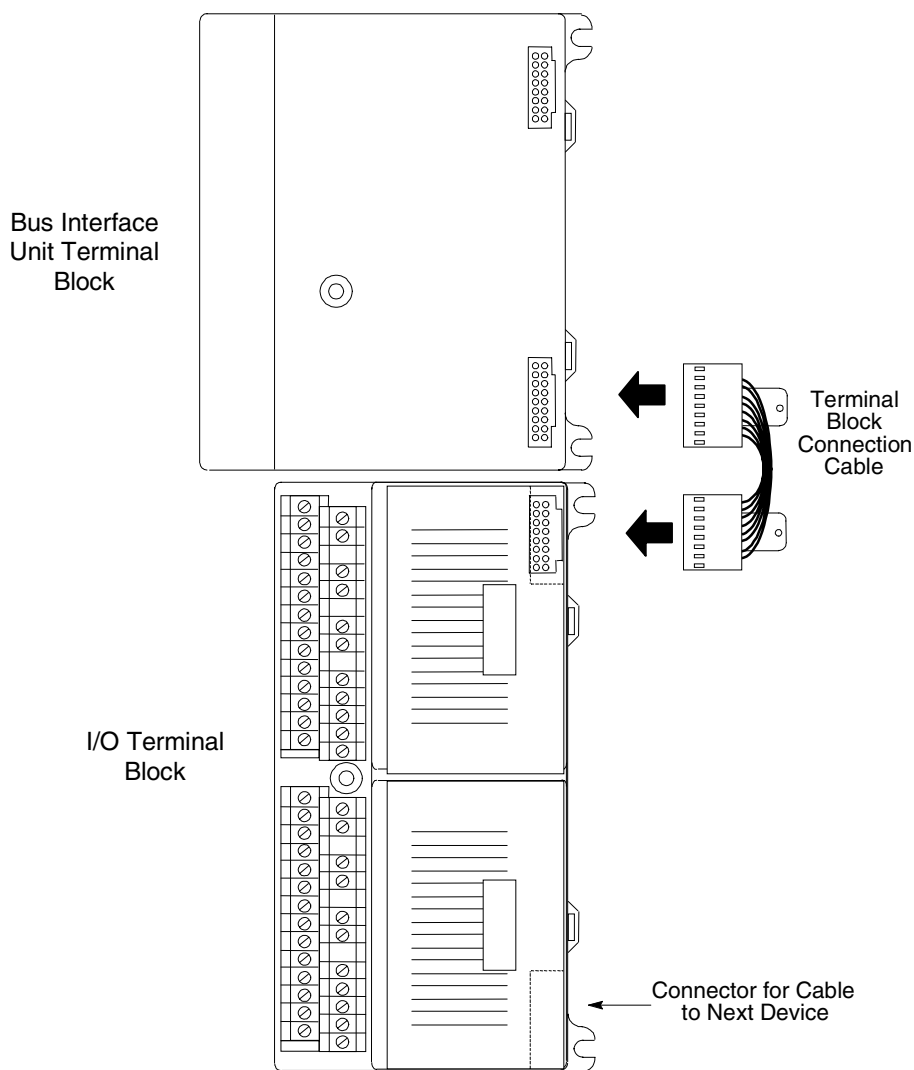 Bus Interface
Unit Terminal
Block
Terminal
Block
Connection
Cable
I/O Terminal
Block
Connector for Cable
to Next Device